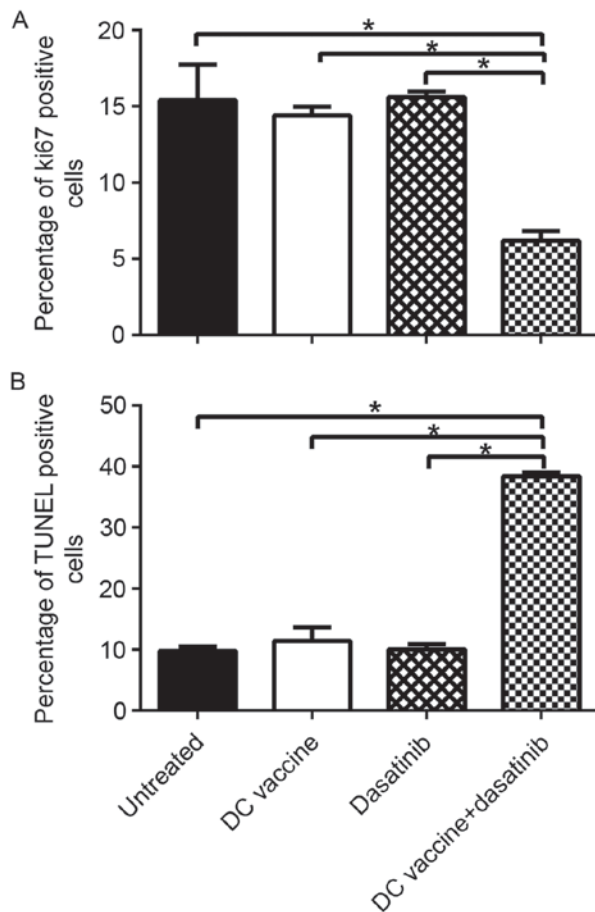 A
Percentage of ki67 positive
cells
20
15
10
5
0
*
*
*
B
Percentage of TUNEL positive
cells
50
40
30
20
10
0
*
*
*
Untreated
DC vaccine
Dasatinib
DC vaccine+dasatinib